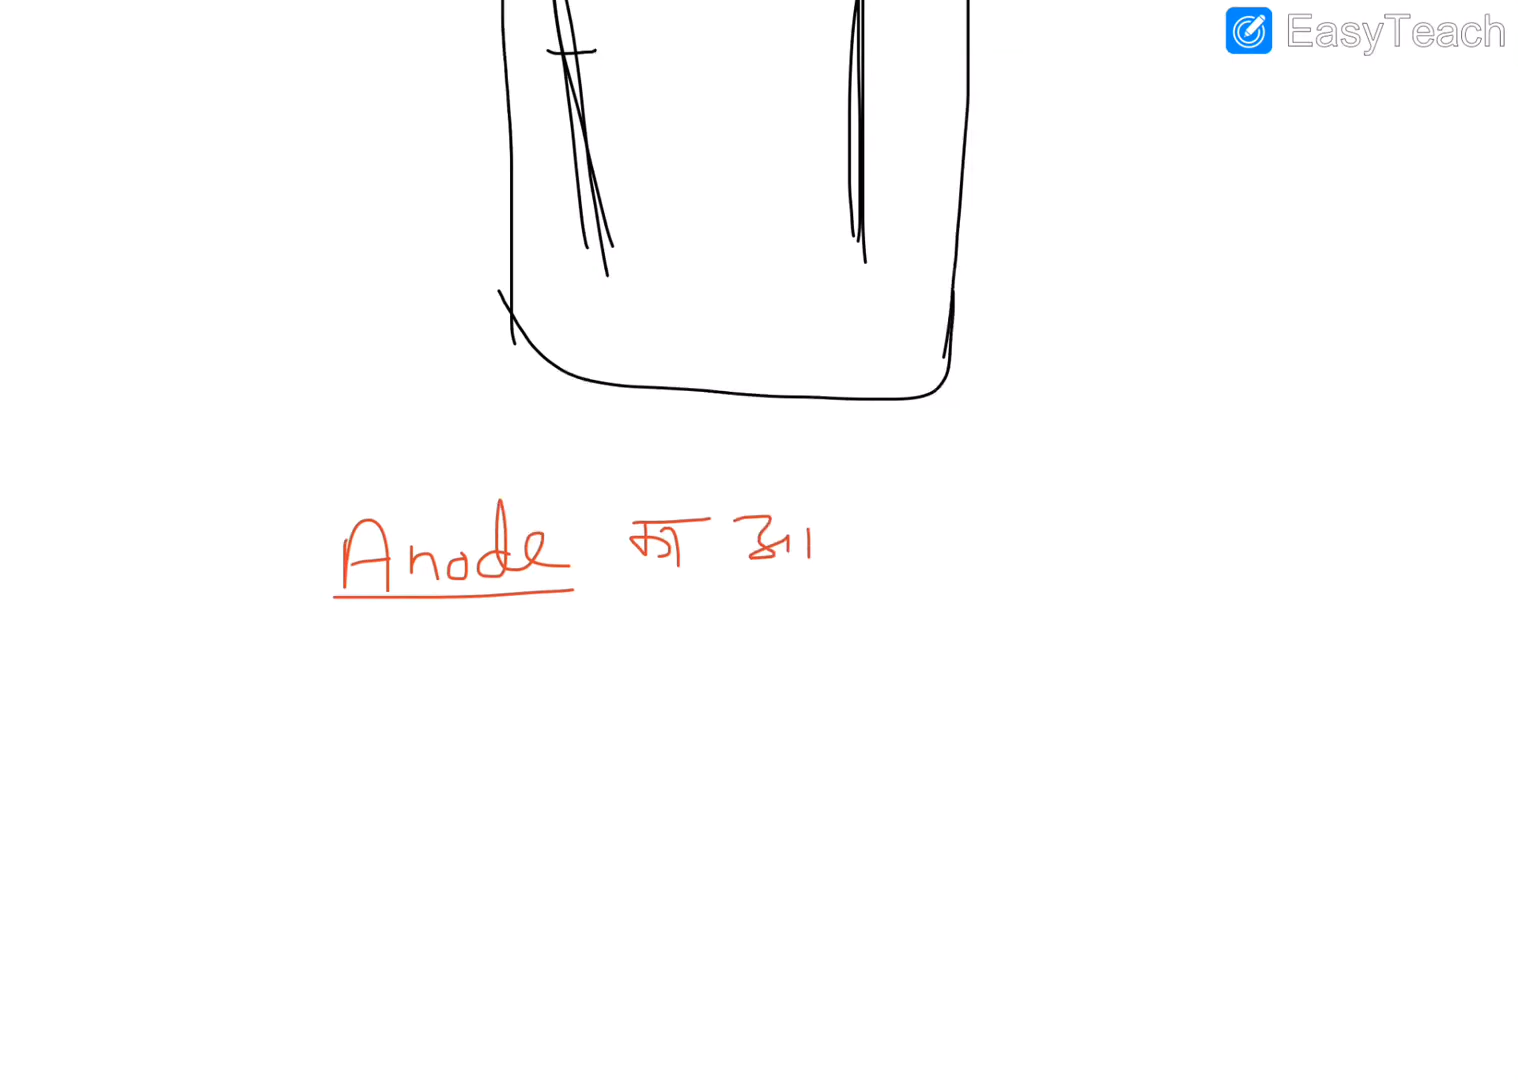 EasyTeach
Anode का आ